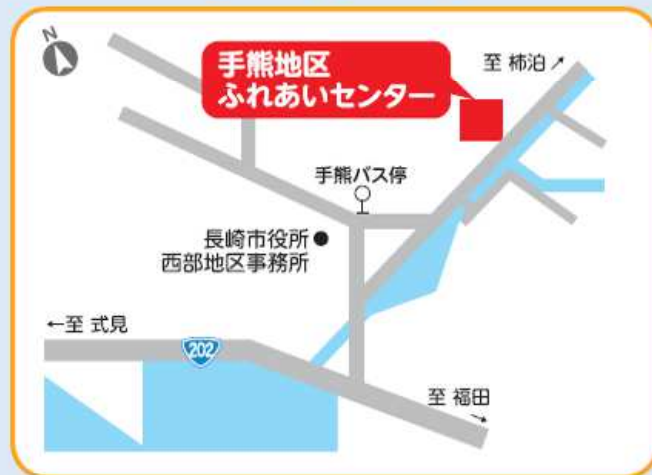 N
手熊地区
ふれあいセンター
至 柿泊↗
手熊バス停
長崎市役所●
西部地区事務所
←至 式見
202
至 福田
→